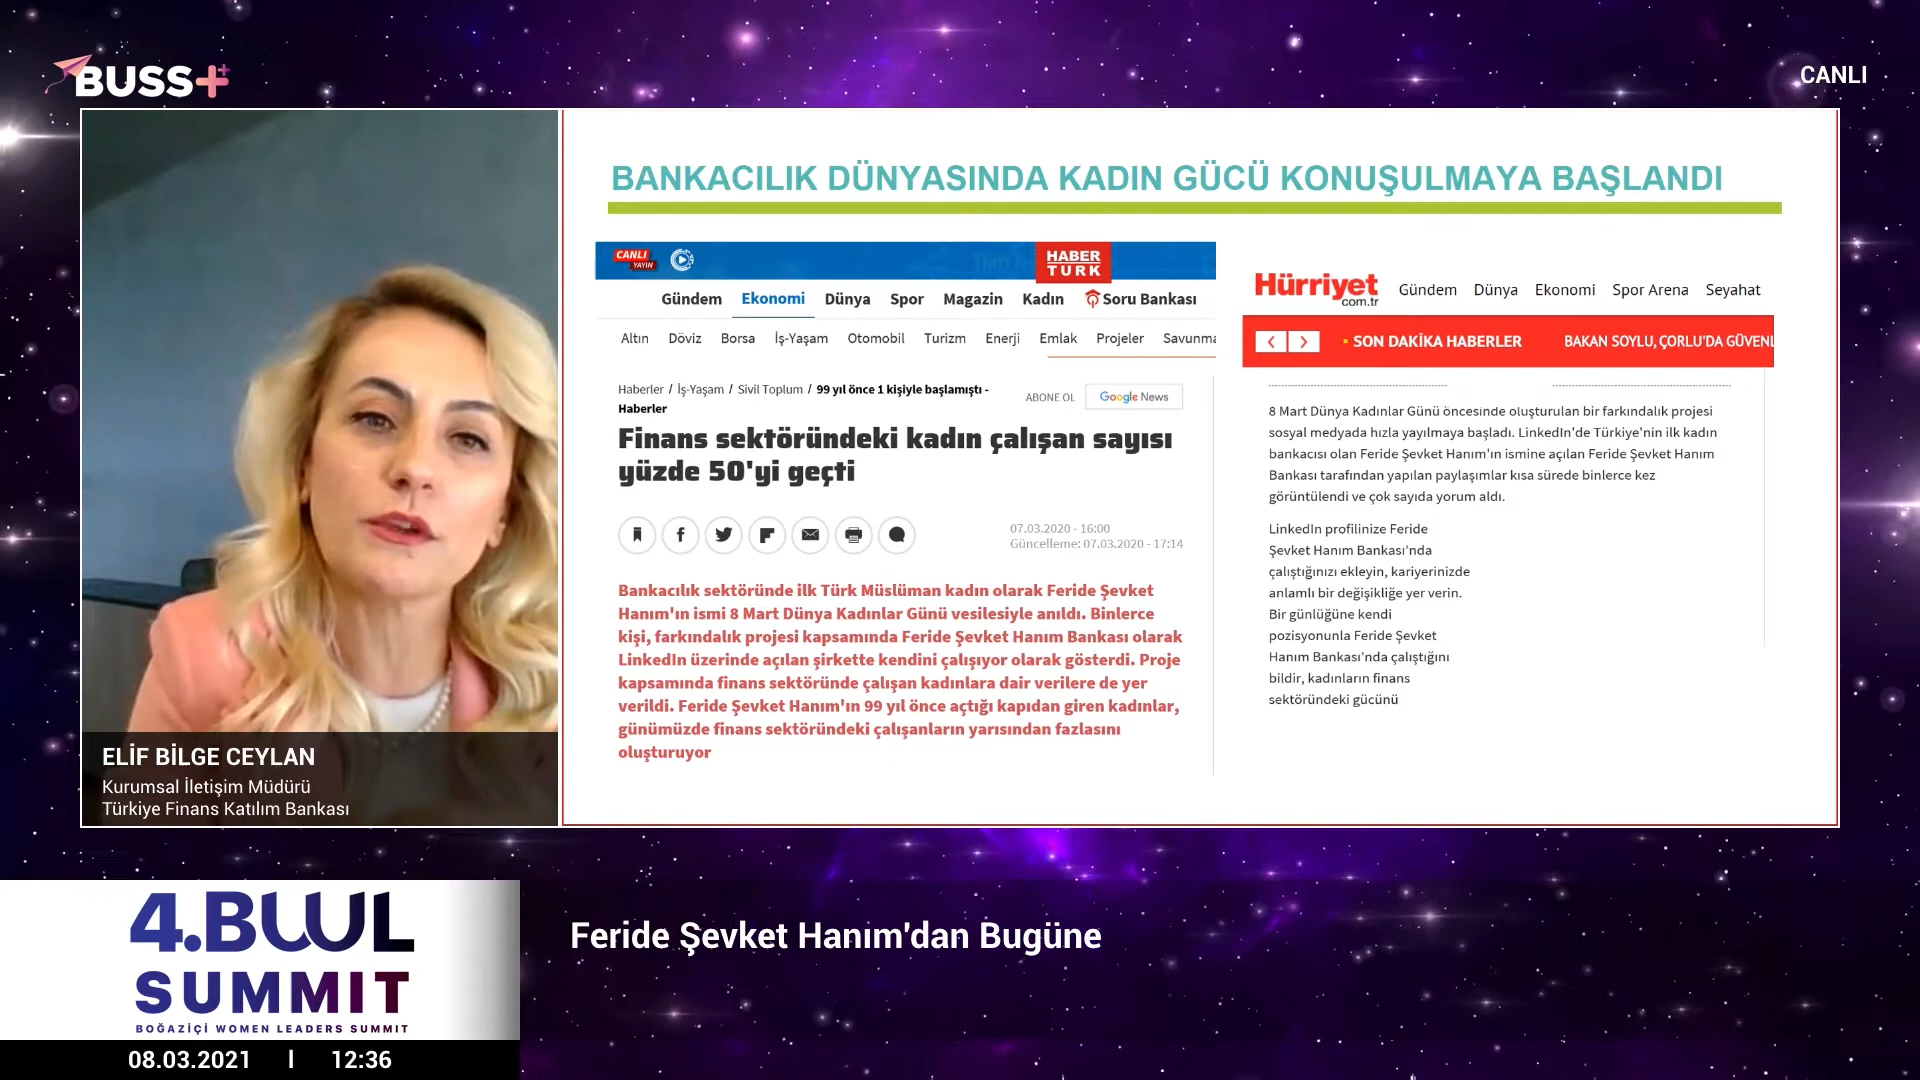 BUSS+
CANLI
BANKACILIK DÜNYASINDA KADIN GÜCÜ KONUŞULMAYA BAŞLANDI
CANLI
YAYIN
HABER
TURK
Gündem Ekonomi Dünya Spor Magazin Kadın Soru Bankası
Altın Döviz Borsa İş-Yaşam Otomobil Turizm Enerji Emlak Projeler Savunma
Haberler / İş-Yaşam / Sivil Toplum / 99 yıl önce 1 kişiyle başlamıştı -
Haberler
ABONE OL Google News
Finans sektöründeki kadın çalışan sayısı
yüzde 50'yi geçti
07.03.2020 - 16:00
Güncelleme: 07.03.2020 - 17:14
Bankacılık sektöründe ilk Türk Müslüman kadın olarak Feride Şevket
Hanım'ın ismi 8 Mart Dünya Kadınlar Günü vesilesiyle anıldı. Binlerce
kişi, farkındalık projesi kapsamında Feride Şevket Hanım Bankası olarak
LinkedIn üzerinde açılan şirkette kendini çalışıyor olarak gösterdi. Proje
kapsamında finans sektöründe çalışan kadınlara dair verilere de yer
verildi. Feride Şevket Hanım'ın 99 yıl önce açtığı kapıdan giren kadınlar,
günümüzde finans sektöründeki çalışanların yarısından fazlasını
oluşturuyor
Hürriyet
com.tr
Gündem Dünya Ekonomi Spor Arena Seyahat
SON DAKİKA HABERLER BAKAN SOYLU, ÇORLU'DA GÜVENL
8 Mart Dünya Kadınlar Günü öncesinde oluşturulan bir farkındalık projesi
sosyal medyada hızla yayılmaya başladı. LinkedIn'de Türkiye'nin ilk kadın
bankacısı olan Feride Şevket Hanım'ın ismine açılan Feride Şevket Hanım
Bankası tarafından yapılan paylaşımlar kısa sürede binlerce kez
görüntülendi ve çok sayıda yorum aldı.
LinkedIn profilinize Feride
Şevket Hanım Bankası'nda
çalıştığınızı ekleyin, kariyerinizde
anlamlı bir değişikliğe yer verin.
Bir günlüğüne kendi
pozisyonunla Feride Şevket
Hanım Bankası'nda çalıştığını
bildir, kadınların finans
sektöründeki gücünü
ELİF BİLGE CEYLAN
Kurumsal İletişim Müdürü
Türkiye Finans Katılım Bankası
4.BWL
SUMMIT
BOĞAZİÇİ WOMEN LEADERS SUMMIT
Feride Şevket Hanım'dan Bugüne
08.03.2021 | 12:36